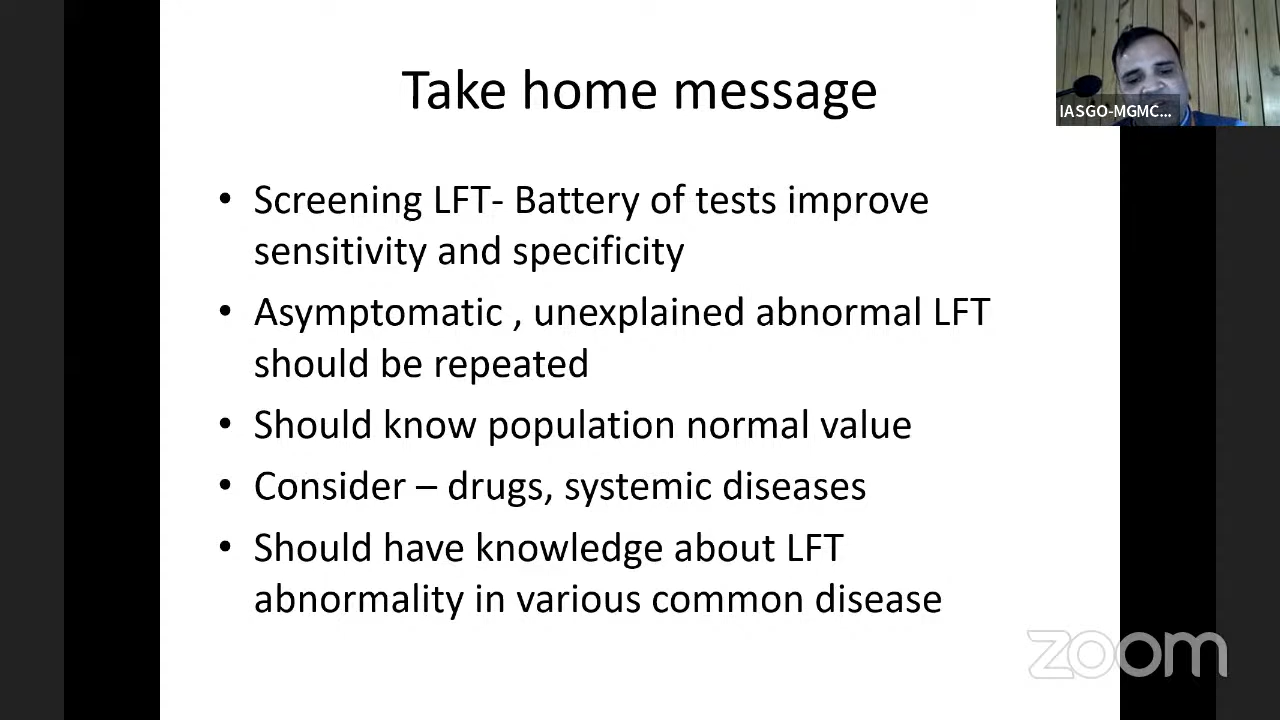 Take home message
IASGO-MGMC...
• Screening LFT- Battery of tests improve
sensitivity and specificity
• Asymptomatic , unexplained abnormal LFT
should be repeated
• Should know population normal value
• Consider – drugs, systemic diseases
• Should have knowledge about LFT
abnormality in various common disease
zoom